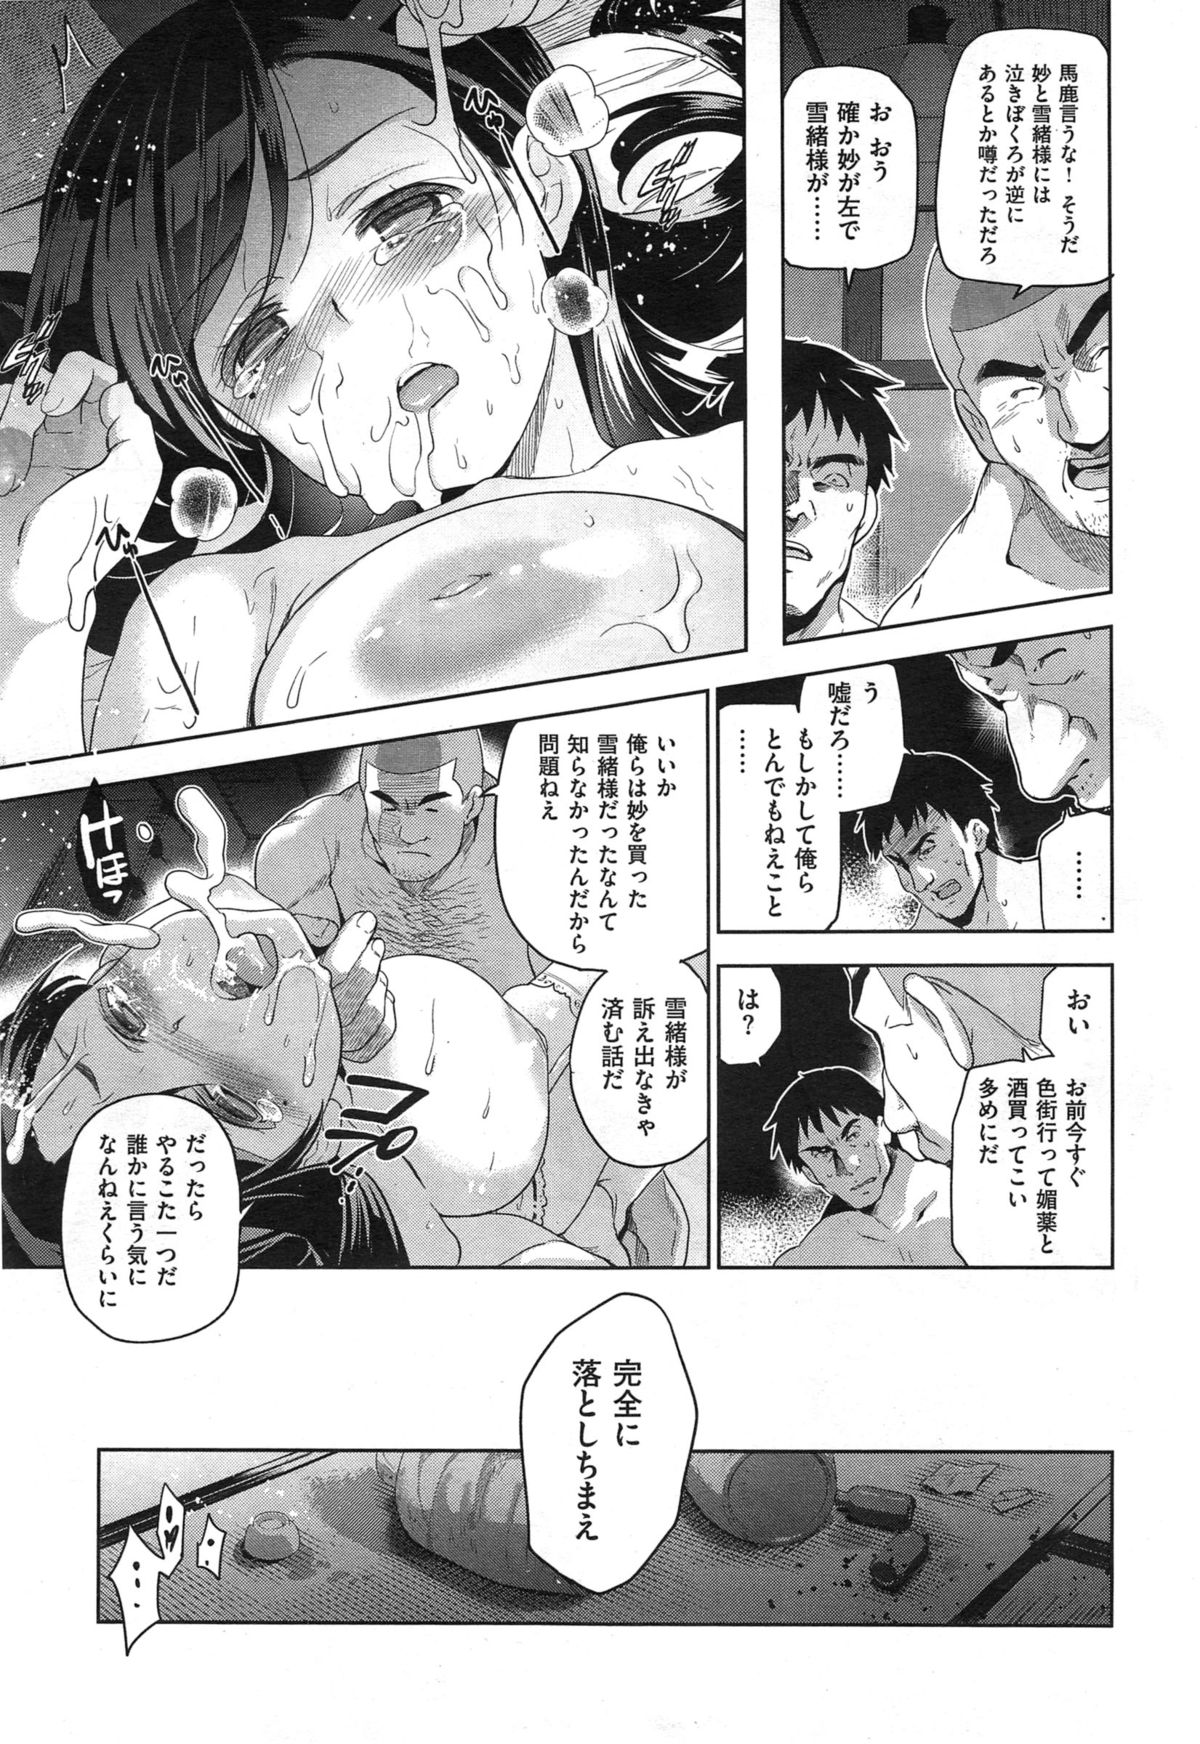 馬鹿言うな！そうだ
妙と雪緒様には
泣きぼくろが逆に
あるとか噂だっただろ
お おう
確か妙が左で
雪緒様が……
う
嘘だろ……
もしかして俺ら
とんでもねえこと
……
……
おい
お前今すぐ
色街行って媚薬と
酒買ってこい
多めにだ
は？
いいか
俺らは妙を買った
雪緒様だったなんて
知らなかったんだから
問題ねえ
雪緒様が
訴え出なきゃ
済む話だ
だったら
やるこた一つだ
誰かに言う気に
なんねえくらいに
完全に
落としちまえ